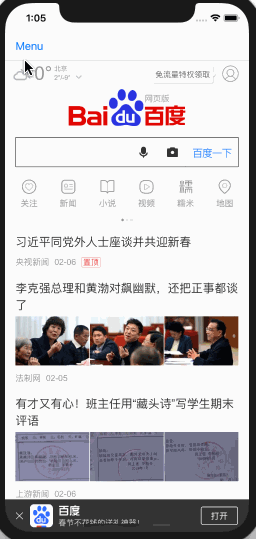 1:05
Menu
0°
北京
2°/-9°
免流量特权领取
Bai du 百度
网页版
百度一下
关注 新闻 小说 视频 糯米 地图
习近平同党外人士座谈并共迎新春
央视新闻 02-06 置顶
李克强总理和黄渤对飙幽默，还把正事都谈
了
法制网 02-05
有才又有心！班主任用“藏头诗”写学生期末
评语
上游新闻 02-06
百度
春节不花钱的送礼神器！
打开